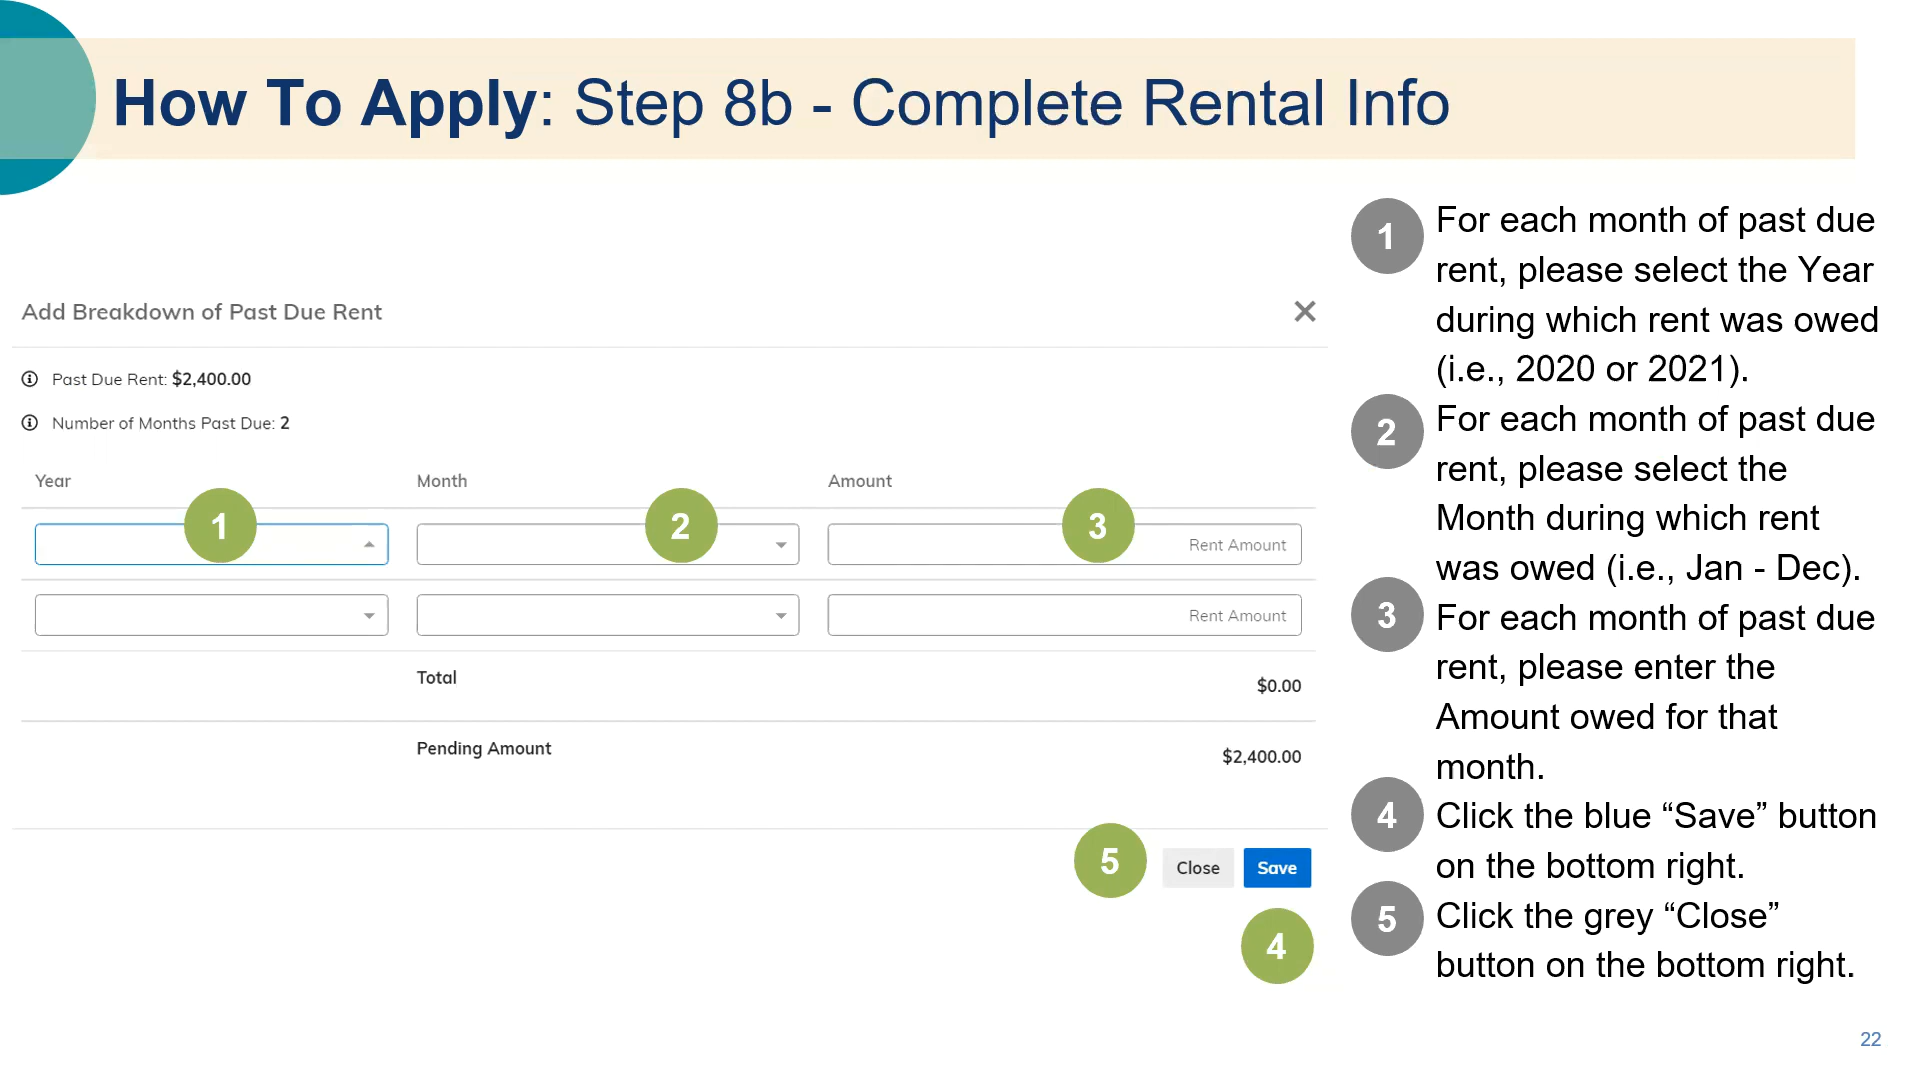 How To Apply: Step 8b - Complete Rental Info
Add Breakdown of Past Due Rent
Past Due Rent: $2,400.00
Number of Months Past Due: 2
Year Month Amount
1 2 3
Rent Amount
Rent Amount
Total $0.00
Pending Amount $2,400.00
5 Close Save
4
1 For each month of past due
rent, please select the Year
during which rent was owed
(i.e., 2020 or 2021).
2 For each month of past due
rent, please select the
Month during which rent
was owed (i.e., Jan - Dec).
3 For each month of past due
rent, please enter the
Amount owed for that
month.
4 Click the blue “Save” button
on the bottom right.
5 Click the grey “Close”
button on the bottom right.
22